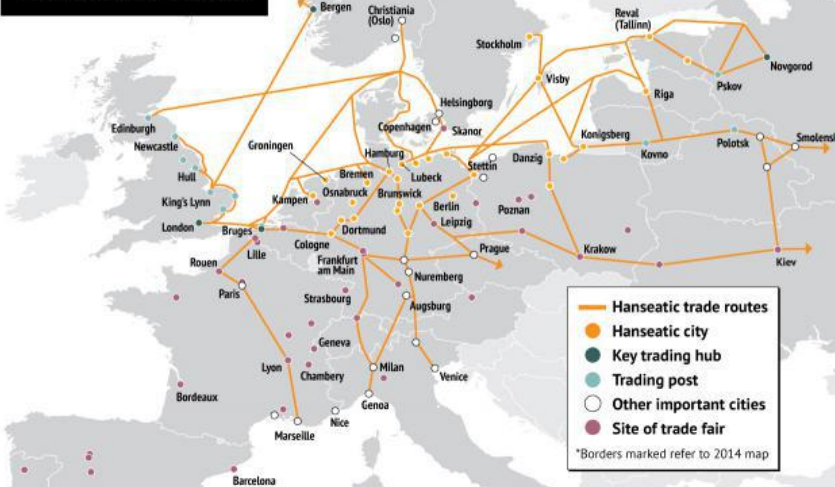 Bergen
Christiania
(Oslo)
Reval
(Tallinn)
Stockholm
Visby
Novgorod
Pskov
Riga
Helsingborg
Copenhagen
Skanor
Edinburgh
Newcastle
Hull
King's Lynn
London
Groningen
Hamburg
Lubeck
Bremen
Osnabruck
Kampen
Brunswick
Stettin
Danzig
Konigsberg
Kovno
Polotsk
Smolens
Berlin
Leipzig
Poznan
Bruges
Lille
Dortmund
Cologne
Frankfurt
am Main
Prague
Krakow
Kiev
Rouen
Paris
Nuremberg
Strasbourg
Augsburg
Geneva
Lyon
Chambery
Milan
Venice
Bordeaux
Genoa
Nice
Marseille
Barcelona
Hanseatic trade routes
Hanseatic city
Key trading hub
Trading post
Other important cities
Site of trade fair
*Borders marked refer to 2014 map